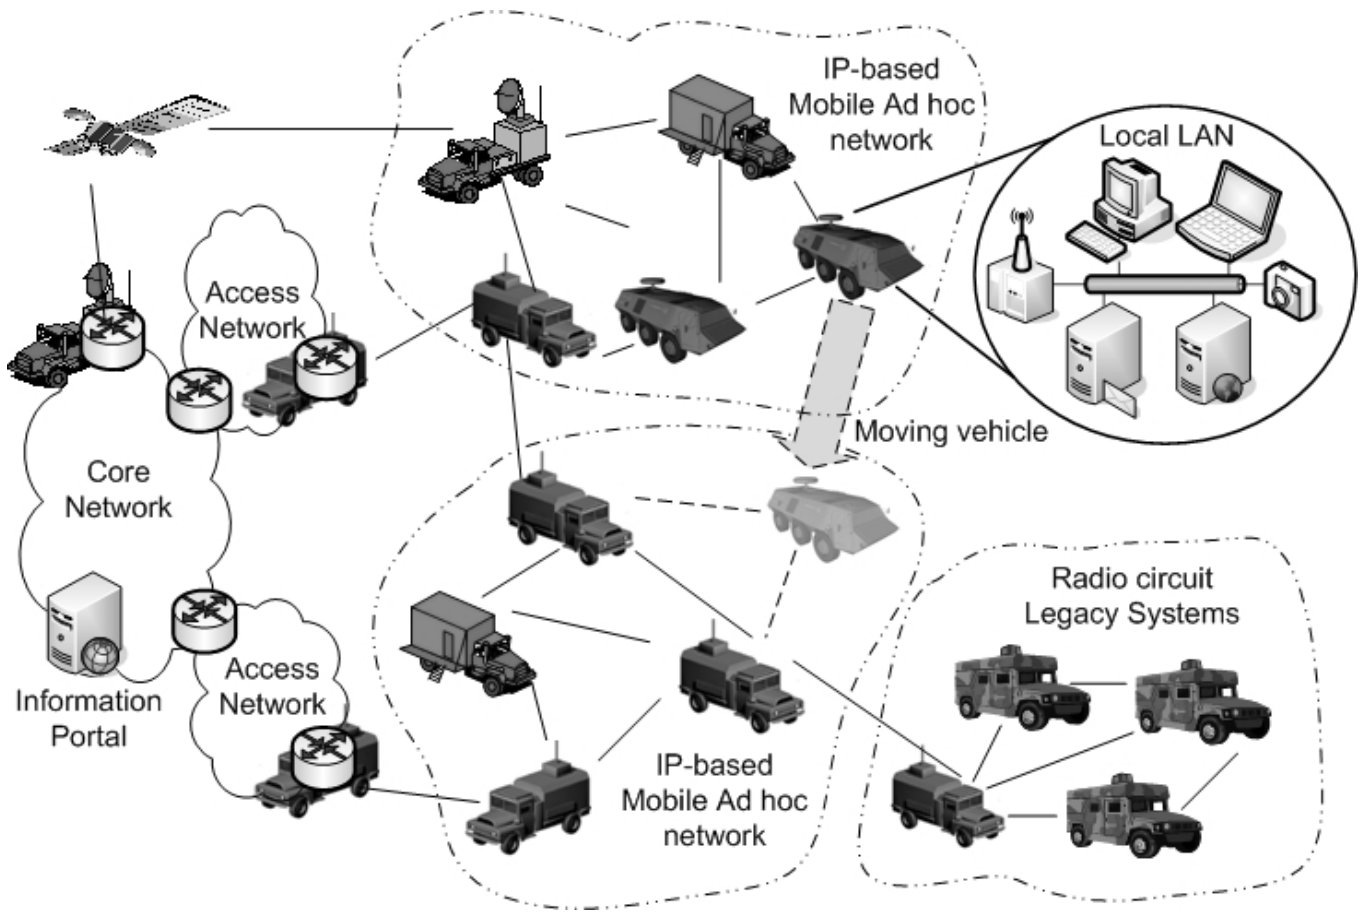 IP-based
Mobile Ad hoc
network
Local LAN
Access
Network
Moving vehicle
Core
Network
Radio circuit
Legacy Systems
Information
Portal
Access
Network
IP-based
Mobile Ad hoc
network